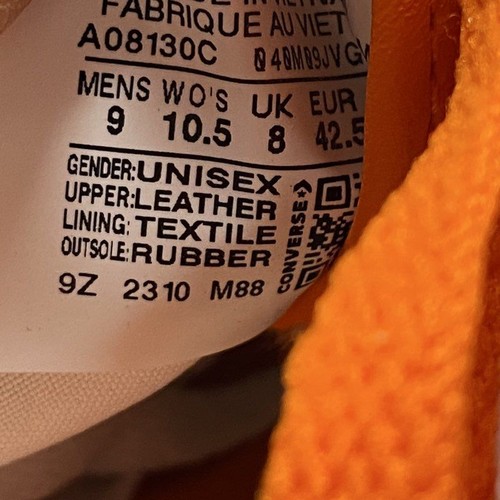 FABRIQUE AU VIET
A08130C
MENS WO'S UK EUR
9 10.5 8 42.5
GENDER:UNISEX
UPPER:LEATHER
LINING:TEXTILE
OUTSOLE:RUBBER
CONVERSE
9Z 2310 M88